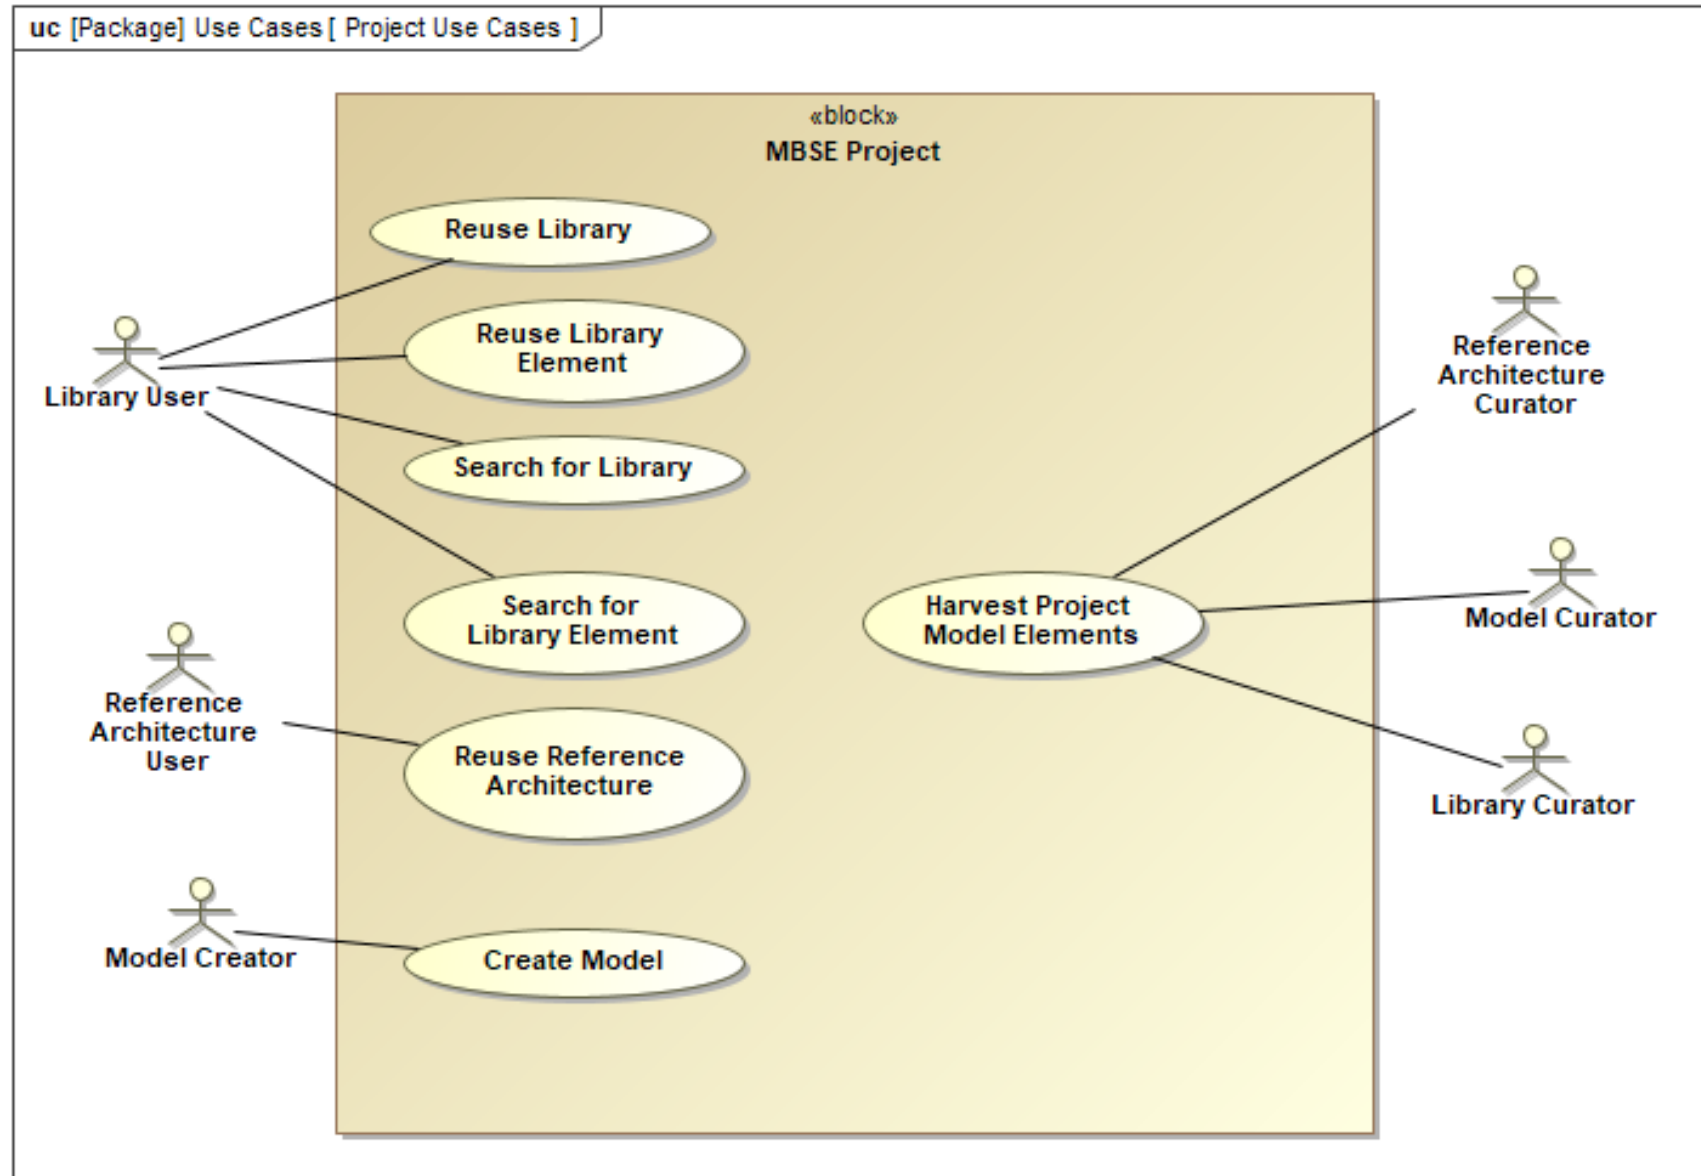 uc [Package] Use Cases [ Project Use Cases ]
«block»
MBSE Project
Reuse Library
Reuse Library
Element
Library User
Search for Library
Search for
Library Element
Reference
Architecture
User
Reuse Reference
Architecture
Model Creator
Create Model
Harvest Project
Model Elements
Reference
Architecture
Curator
Model Curator
Library Curator